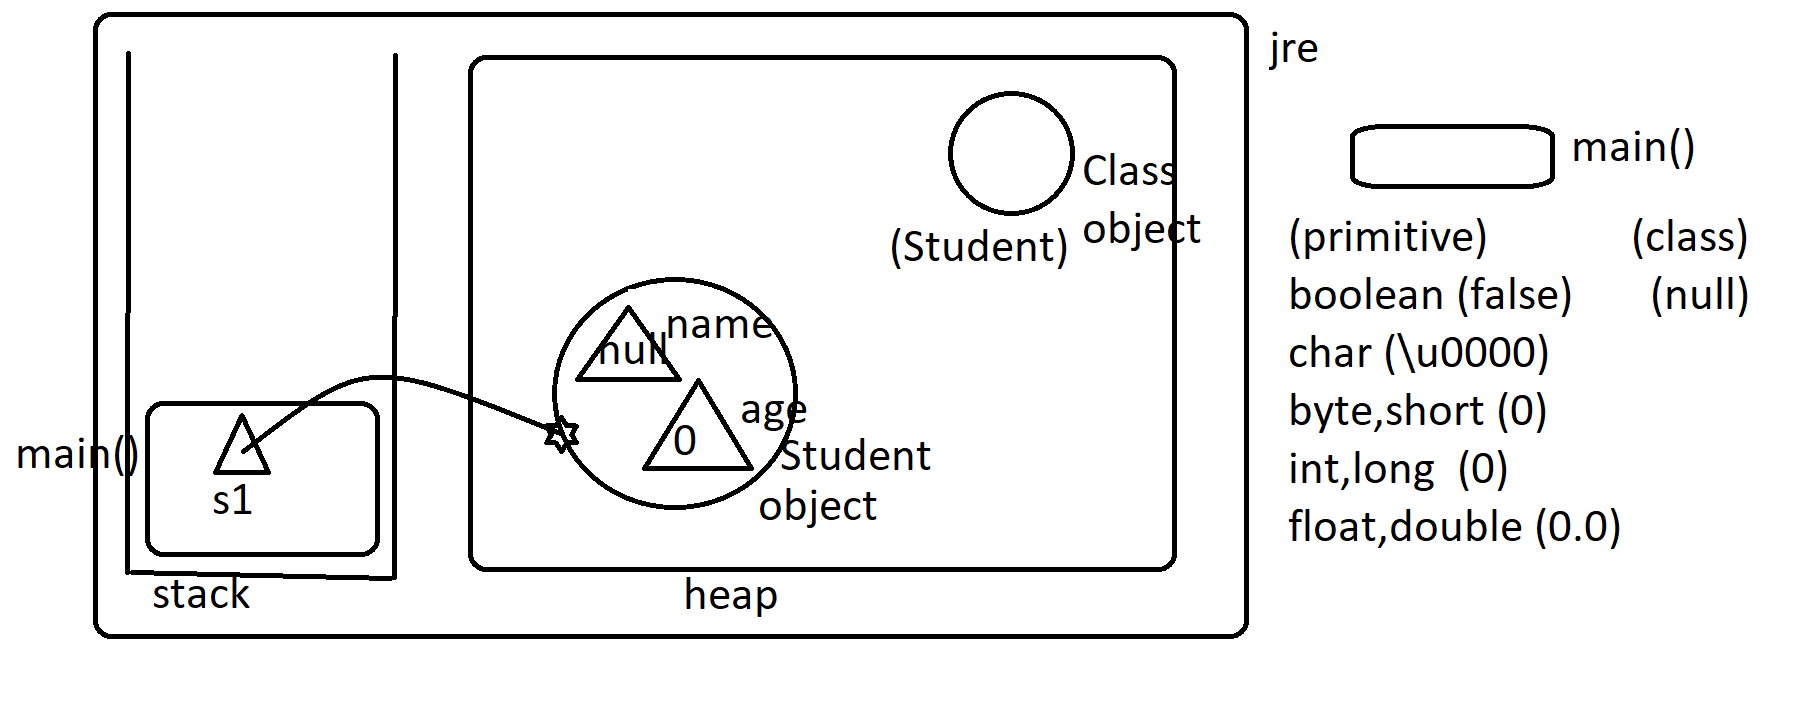 jre
main()
(primitive) (class)
boolean (false) (null)
char (\u0000)
byte,short (0)
int,long (0)
float,double (0.0)
Class
object
(Student)
name
null
age
0
Student
object
main()
s1
stack
heap